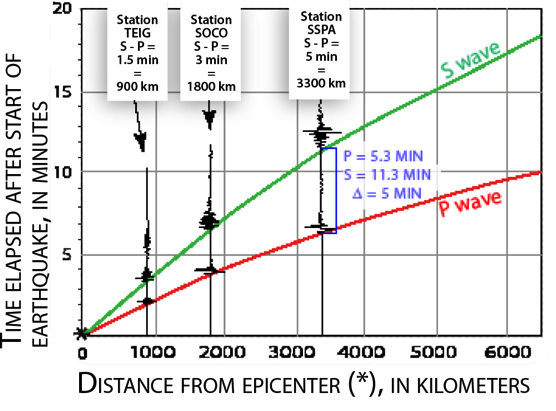 TIME ELAPSED AFTER START OF
EARTHQUAKE, IN MINUTES
20
15
10
5
0
Station
TEIG
S - P =
1.5 min
=
900 km
Station
SOCO
S - P =
3 min
=
1800 km
Station
SSPA
S - P =
5 min
=
3300 km
S wave
P = 5.3 MIN
S = 11.3 MIN
Δ = 5 MIN
P wave
0 1000 2000 3000 4000 5000 6000
DISTANCE FROM EPICENTER (*), IN KILOMETERS